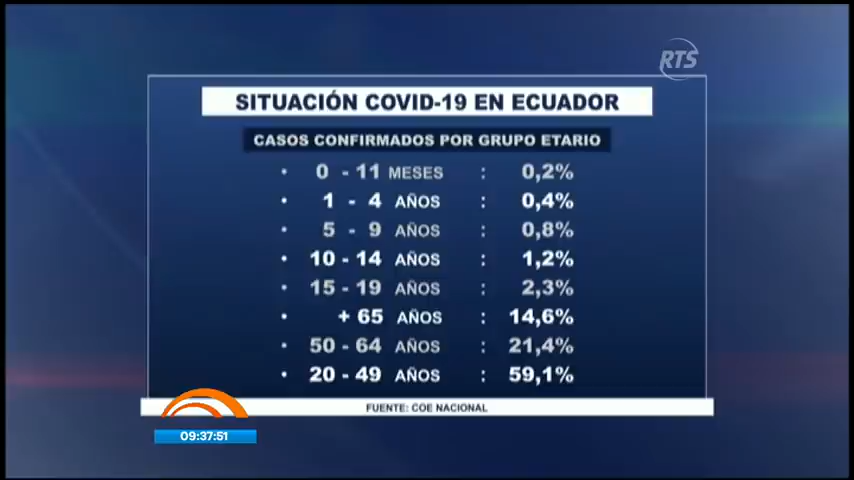 RTS
SITUACIÓN COVID-19 EN ECUADOR
CASOS CONFIRMADOS POR GRUPO ETARIO
• 0 - 11 MESES : 0,2%
• 1 - 4 AÑOS : 0,4%
• 5 - 9 AÑOS : 0,8%
• 10 - 14 AÑOS : 1,2%
• 15 - 19 AÑOS : 2,3%
• + 65 AÑOS : 14,6%
• 50 - 64 AÑOS : 21,4%
• 20 - 49 AÑOS : 59,1%
FUENTE: COE NACIONAL
09:37:51